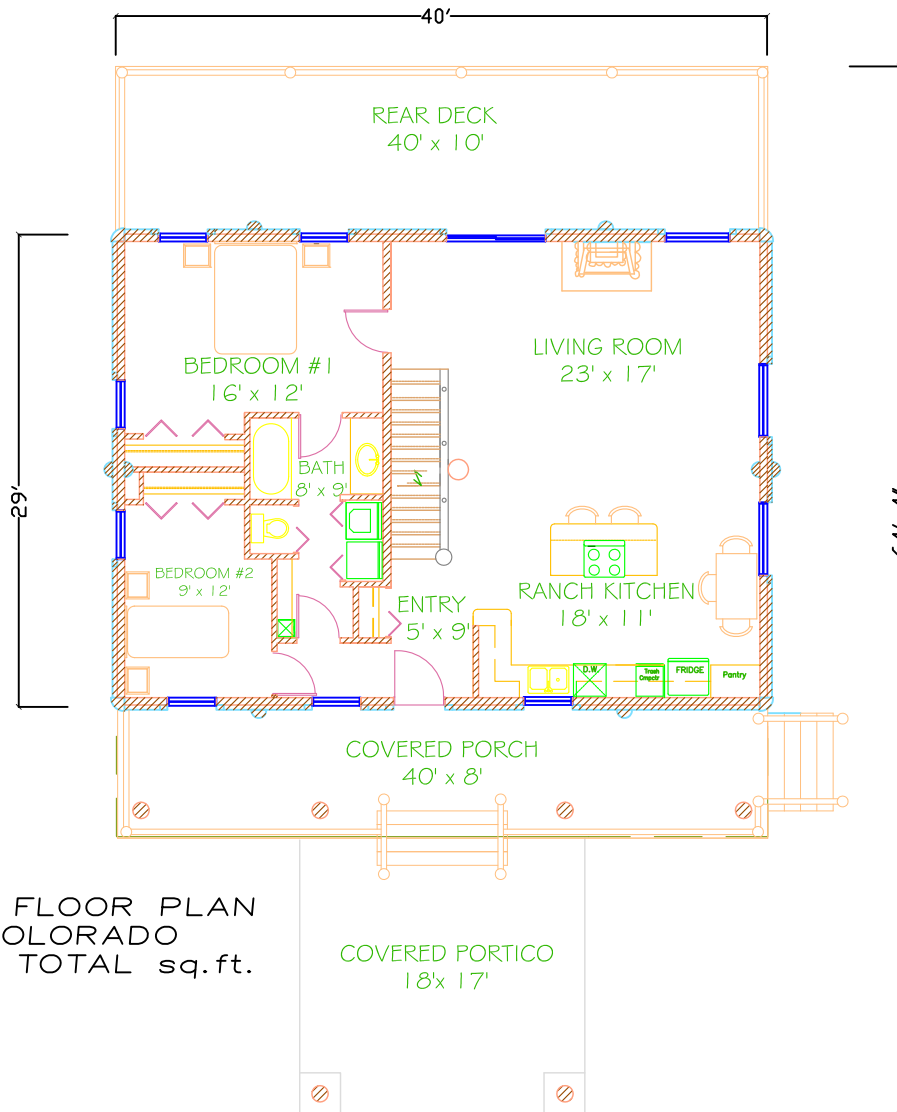 40'
REAR DECK
40' x 10'
LIVING ROOM
23' x 17'
BEDROOM #1
16' x 12'
BATH
8' x 9'
29'
BEDROOM #2
9' x 12'
RANCH KITCHEN
18' x 11'
ENTRY
5' x 9'
D.W.
Trash
Cmpctr
FRIDGE
Pantry
COVERED PORCH
40' x 8'
FLOOR PLAN
OLORADO
TOTAL sq.ft.
COVERED PORTICO
18'x 17'